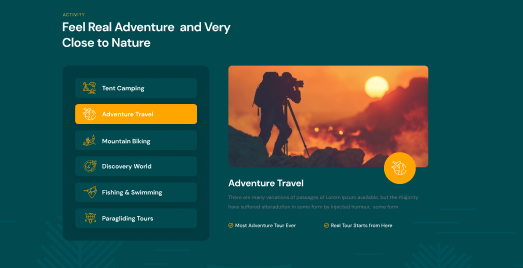 ACTIVITY
Feel Real Adventure and Very
Close to Nature
Tent Camping
Adventure Travel
Mountain Biking
Discovery World
Fishing & Swimming
Paragliding Tours
Adventure Travel
There are many variations of passages of Lorem Ipsum available, but the majority
have suffered alteradution in some form by injected humour, some form
Most Adventure Tour Ever
Real Tour Starts from Here